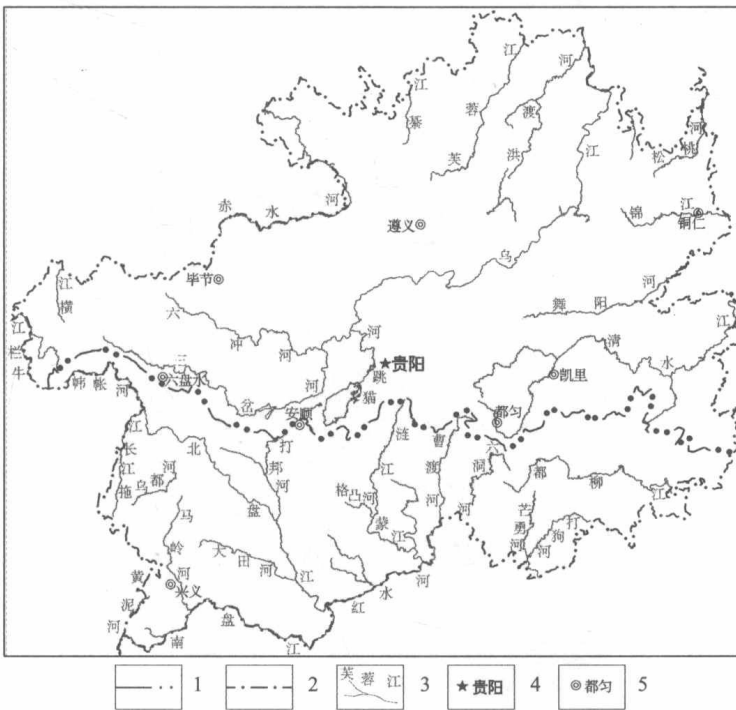 綦江
芙蓉江
洪渡河
江
松桃河
锦江
铜仁
赤水河
遵义
乌
毕节
横江
六冲河
舞阳河
牛栏江
三岔河
六盘水
贵阳
跳
猫
河
清水江
凯里
都匀
安顺
帏帐河
打邦河
涟江
曹渡河
六洞河
都柳江
长江
拖
江
乌都河
北盘江
格凸河
蒙江
芒勇河
打狗河
马岭河
大田河
红水河
黄泥河
兴义
南盘江
1
2
芙蓉江 3
★贵阳 4
◎都匀 5